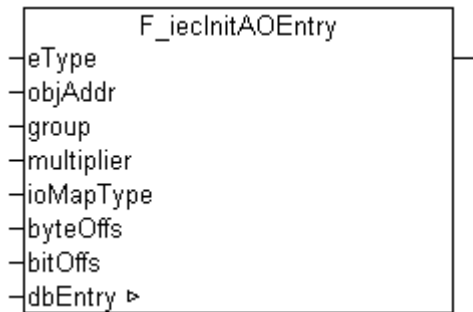 F_iecInitAOEntry
eType
objAddr
group
multiplier
ioMapType
byteOffs
bitOffs
dbEntry ▹